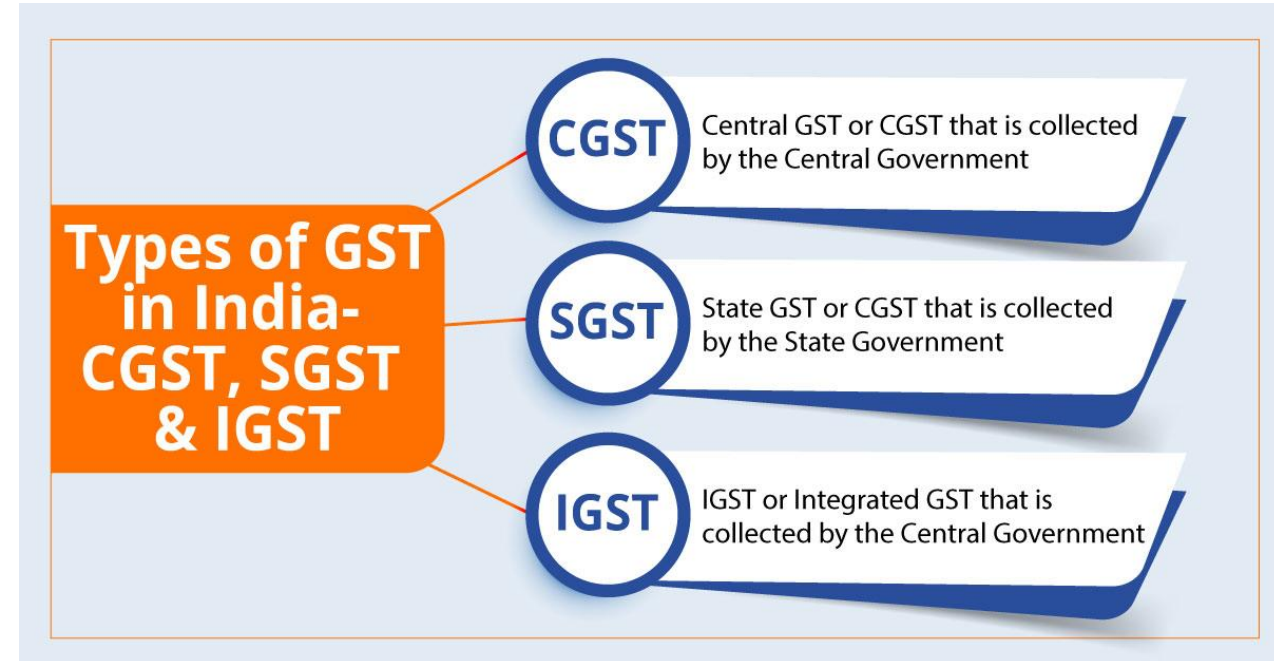 Types of GST
in India-
CGST, SGST
& IGST
CGST
Central GST or CGST that is collected
by the Central Government
SGST
State GST or CGST that is collected
by the State Government
IGST
IGST or Integrated GST that is
collected by the Central Government